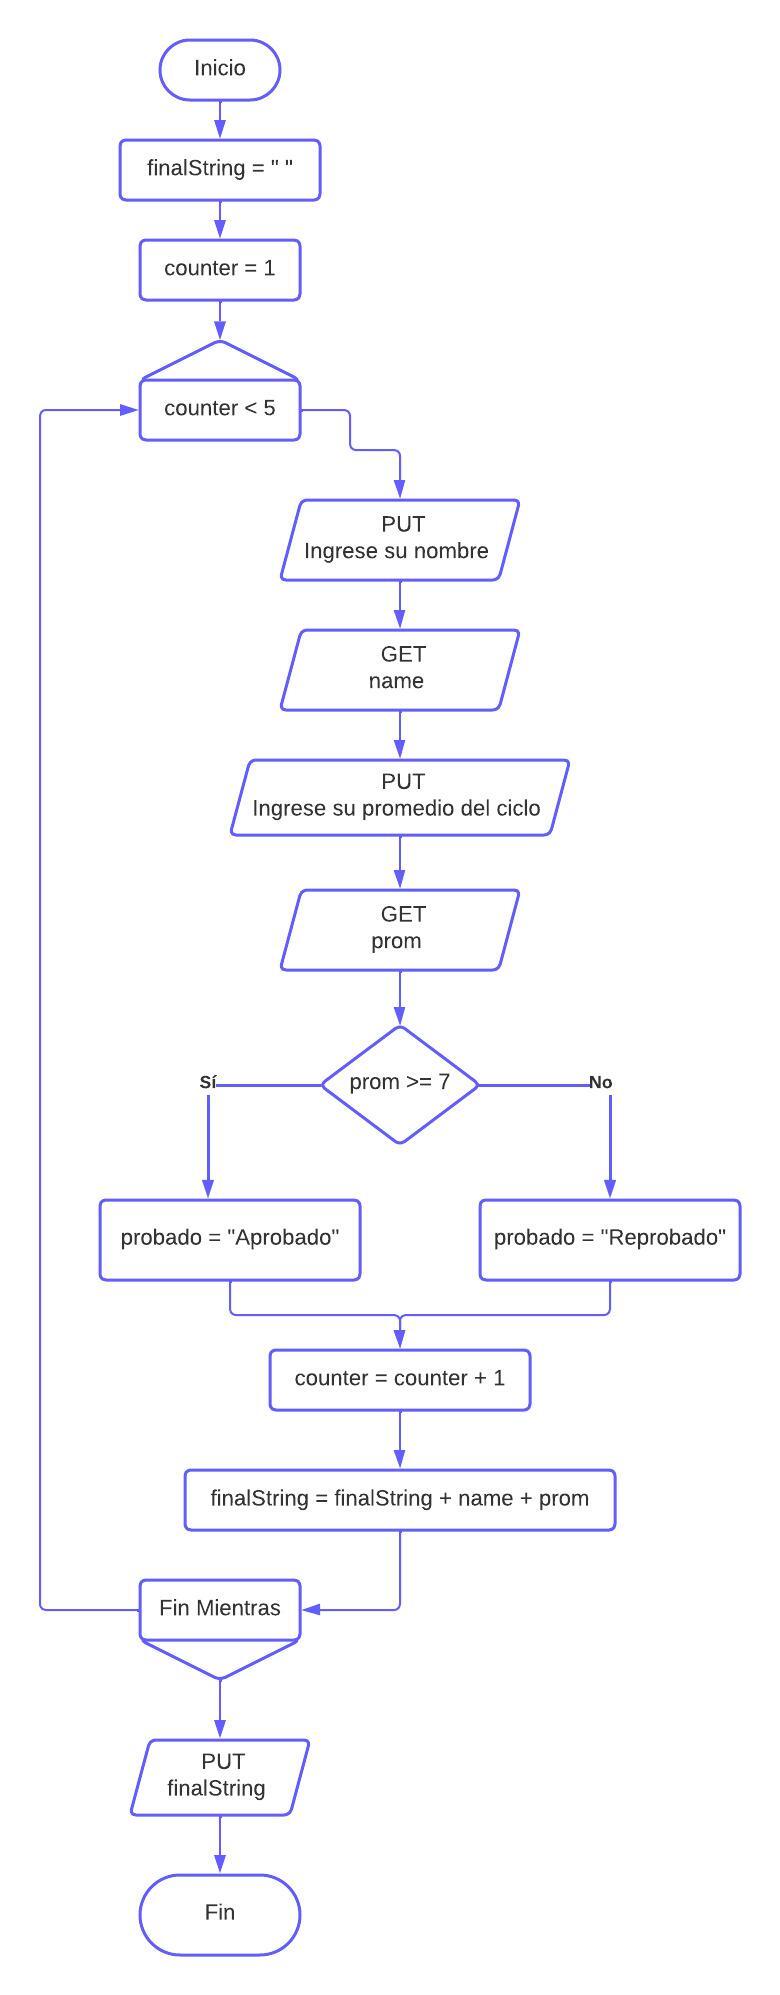 Inicio
finalString = " "
counter = 1
counter < 5
PUT
Ingrese su nombre
GET
name
PUT
Ingrese su promedio del ciclo
GET
prom
prom >= 7
Sí
No
probado = "Aprobado"
probado = "Reprobado"
counter = counter + 1
finalString = finalString + name + prom
Fin Mientras
PUT
finalString
Fin